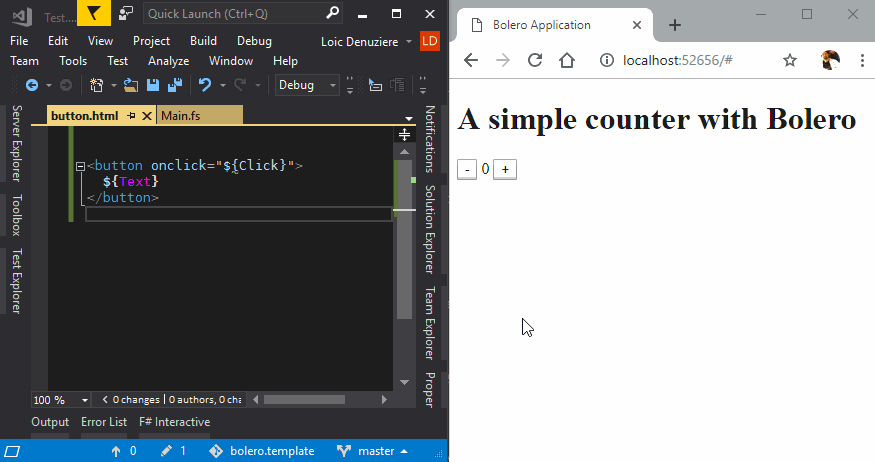 Test....
Quick Launch (Ctrl+Q)
File Edit View Project Build Debug Loic Denuziere LD
Team Tools Test Analyze Window Help
Debug
button.html Main.fs
<button onclick="${Click}">
${Text}
</button>
100 % 0 changes | 0 authors, 0 cha
Output Error List F# Interactive
0 1 bolero.template master
Server Explorer
Toolbox
Test Explorer
Notifications
Solution Explorer
Team Explorer
Proper
Bolero Application
localhost:52656/#
A simple counter with Bolero
- 0 +